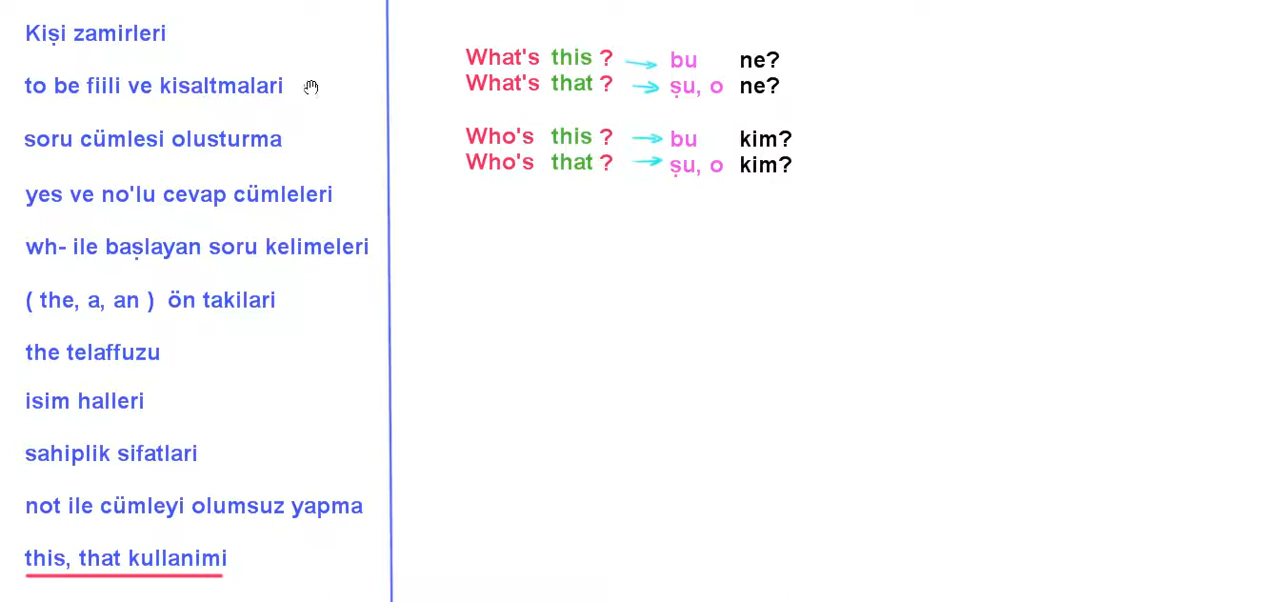 Kişi zamirleri
to be fiili ve kisaltmalari
soru cümlesi olusturma
yes ve no'lu cevap cümleleri
wh- ile başlayan soru kelimeleri
( the, a, an ) ön takilari
the telaffuzu
isim halleri
sahiplik sifatlari
not ile cümleyi olumsuz yapma
this, that kullanimi
What's this ? → bu ne?
What's that ? → şu, o ne?
Who's this ? → bu kim?
Who's that ? → şu, o kim?